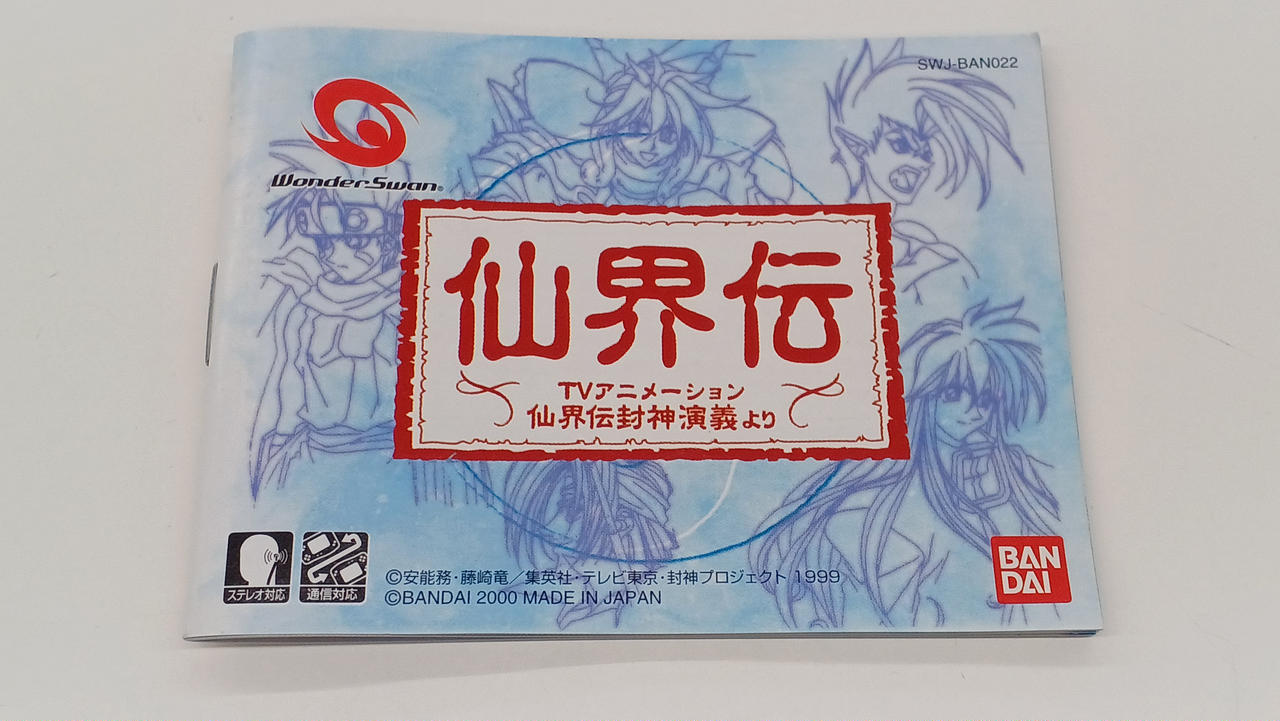 SWJ-BAN022
WonderSwan®
仙界伝
TVアニメーション
仙界伝封神演義より
ステレオ対応
通信対応
©安能務・藤崎竜／集英社・テレビ東京・封神プロジェクト 1999
©BANDAI 2000 MADE IN JAPAN
BAN
DAI